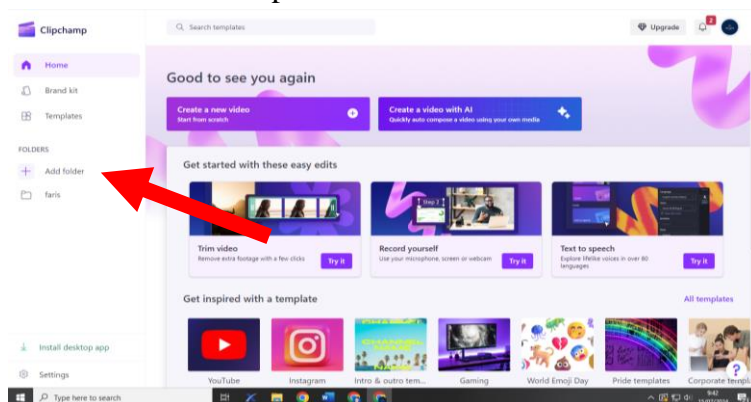 Clipchamp
Search templates
Upgrade
2
Home
Brand kit
Templates
FOLDERS
Add folder
faris
Install desktop app
Settings
Good to see you again
Create a new video
Start from scratch
Create a video with AI
Quickly auto compose a video using your own media
Get started with these easy edits
Trim video
Remove extra footage with a few clicks
Try it
Step 2
Record yourself
Use your microphone, screen or webcam
Try it
Text to speech
Explore lifelike voices in over 80
languages
Try it
Get inspired with a template
All templates
YouTube
Instagram
Intro & outro tem...
Gaming
World Emoji Day
Pride templates
Corporate templ
?
Type here to search
9:42